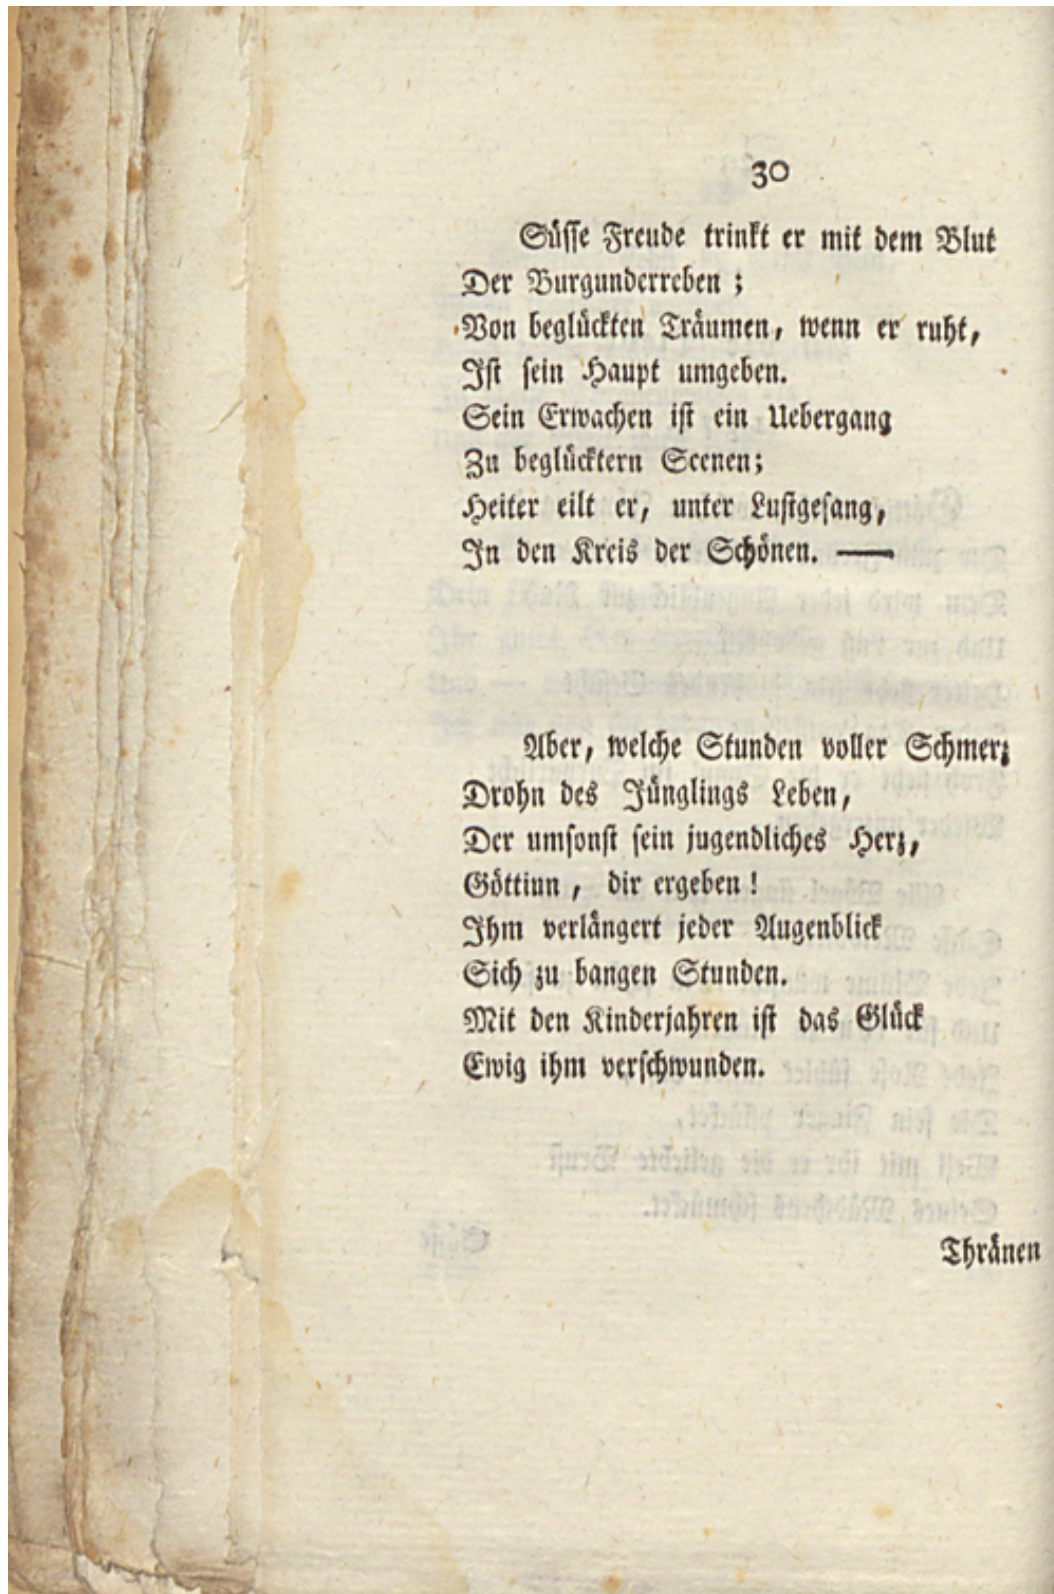 30
Süsse Freude trinkt er mit dem Blut
Der Burgunderreben ;
Von beglückten Träumen, wenn er ruht,
Ist sein Haupt umgeben.
Sein Erwachen ist ein Uebergang
Zu beglücktern Scenen;
Heiter eilt er, unter Lustgesang,
In den Kreis der Schönen. —
Aber, welche Stunden voller Schmerz
Drohn des Jünglings Leben,
Der umsonst sein jugendliches Herz,
Göttinn, dir ergeben!
Ihm verlängert jeder Augenblick
Sich zu bangen Stunden.
Mit den Kinderjahren ist das Glück
Ewig ihm verschwunden.
Thränen